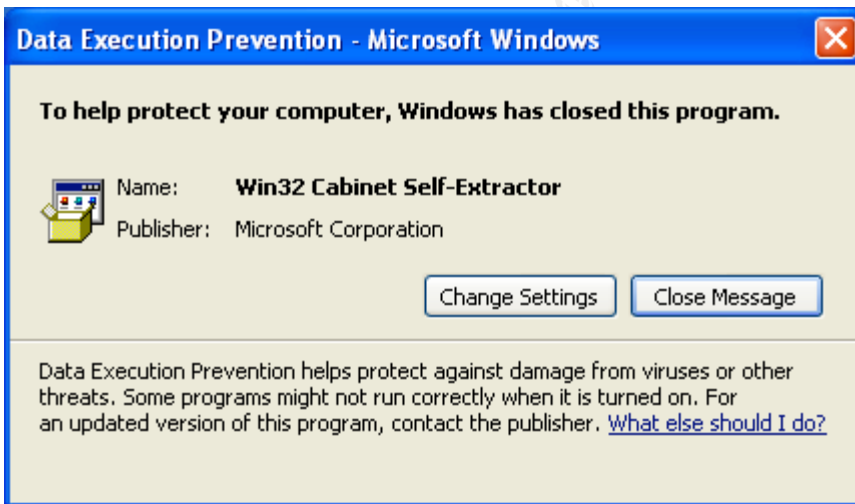 Data Execution Prevention - Microsoft Windows
To help protect your computer, Windows has closed this program.
Name: Win32 Cabinet Self-Extractor
Publisher: Microsoft Corporation
Change Settings Close Message
Data Execution Prevention helps protect against damage from viruses or other
threats. Some programs might not run correctly when it is turned on. For
an updated version of this program, contact the publisher. What else should I do?